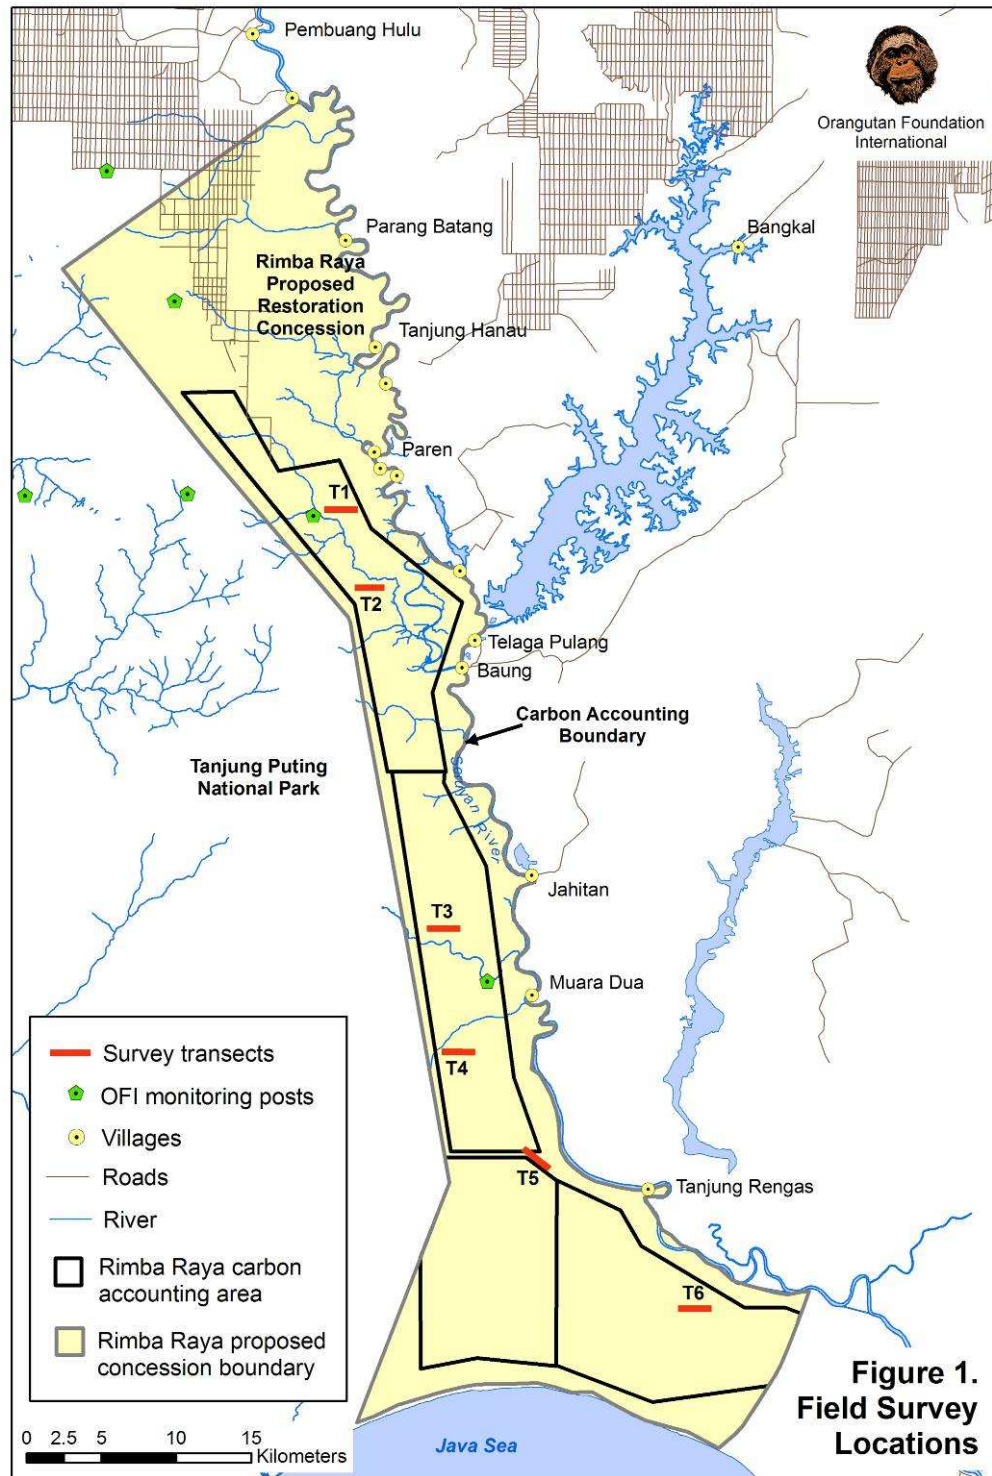 Pembuang Hulu
Orangutan Foundation
International
Parang Batang
Bangkal
Rimba Raya
Proposed
Restoration
Concession
Tanjung Hanau
Paren
T1
T2
Telaga Pulang
Baung
Carbon Accounting
Boundary
Tanjung Puting
National Park
Seruyan River
Jahitan
T3
Muara Dua
T4
T5
Tanjung Rengas
T6
Survey transects
OFI monitoring posts
Villages
Roads
River
Rimba Raya carbon
accounting area
Rimba Raya proposed
concession boundary
Figure 1.
Field Survey
Locations
0 2.5 5 10 15
Kilometers
Java Sea